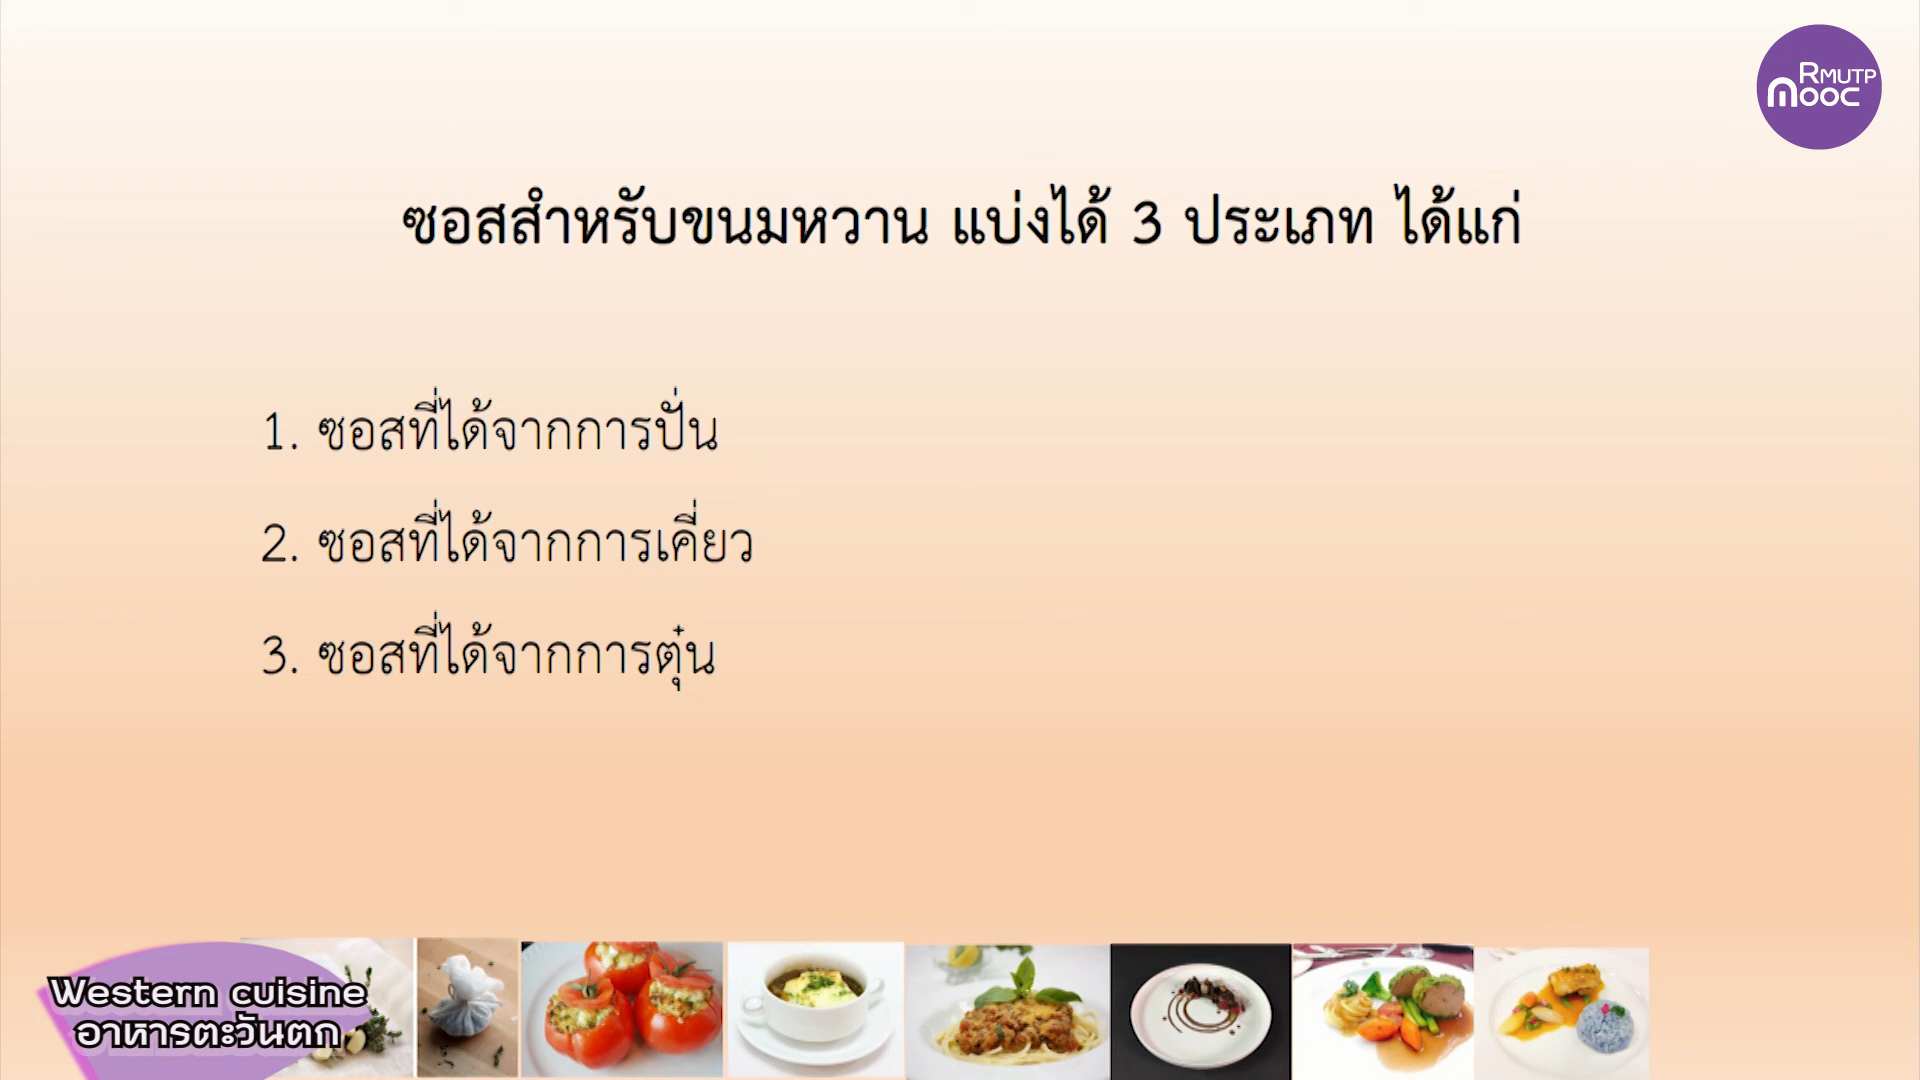 RMUTP
mooc
ซอสสำหรับขนมหวาน แบ่งได้ 3 ประเภท ได้แก่
1. ซอสที่ได้จากการปั่น
2. ซอสที่ได้จากการเคี่ยว
3. ซอสที่ได้จากการตุ๋น
Western cuisine
อาหารตะวันตก